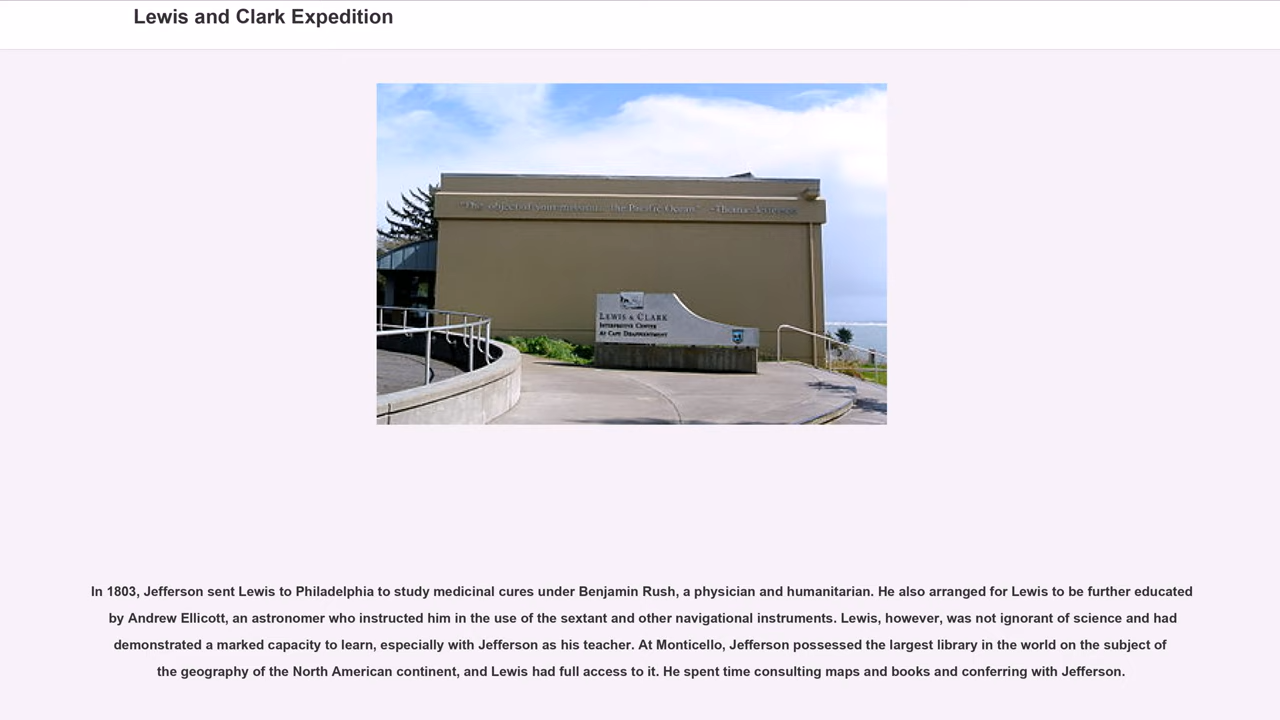 Lewis and Clark Expedition
"The object of your mission is the Pacific Ocean" -Thomas Jefferson
LEWIS & CLARK
INTERPRETIVE CENTER
AT CAPE DISAPPOINTMENT
In 1803, Jefferson sent Lewis to Philadelphia to study medicinal cures under Benjamin Rush, a physician and humanitarian. He also arranged for Lewis to be further educated
by Andrew Ellicott, an astronomer who instructed him in the use of the sextant and other navigational instruments. Lewis, however, was not ignorant of science and had
demonstrated a marked capacity to learn, especially with Jefferson as his teacher. At Monticello, Jefferson possessed the largest library in the world on the subject of
the geography of the North American continent, and Lewis had full access to it. He spent time consulting maps and books and conferring with Jefferson.